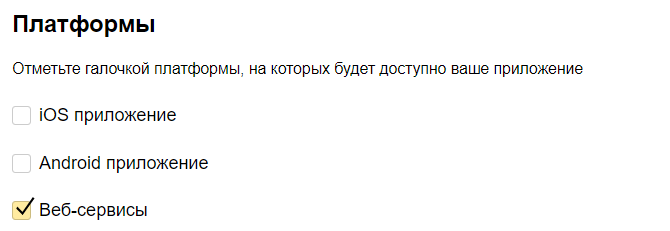 Платформы
Отметьте галочкой платформы, на которых будет доступно ваше приложение
iOS приложение
Android приложение
Веб-сервисы